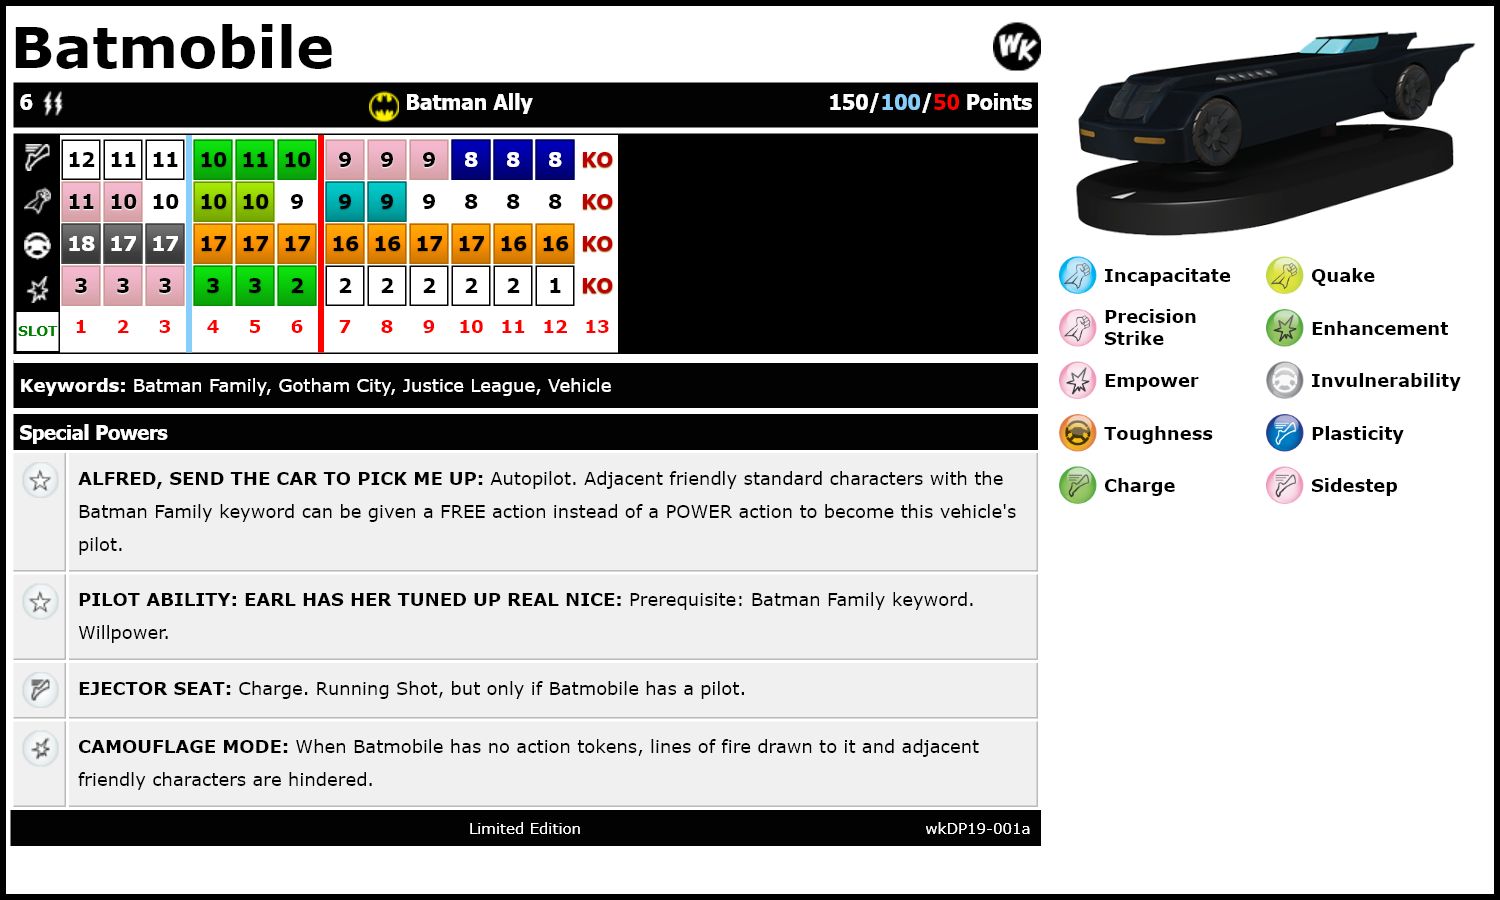 Batmobile
WK
6 Batman Ally 150/100/50 Points
12 11 11 10 11 10 9 9 9 8 8 8 KO
11 10 10 10 10 9 9 9 9 8 8 8 KO
18 17 17 17 17 17 16 16 17 17 16 16 KO
3 3 3 3 3 2 2 2 2 2 2 1 KO
SLOT 1 2 3 4 5 6 7 8 9 10 11 12 13
Keywords: Batman Family, Gotham City, Justice League, Vehicle
Special Powers
ALFRED, SEND THE CAR TO PICK ME UP: Autopilot. Adjacent friendly standard characters with the
Batman Family keyword can be given a FREE action instead of a POWER action to become this vehicle's
pilot.
PILOT ABILITY: EARL HAS HER TUNED UP REAL NICE: Prerequisite: Batman Family keyword.
Willpower.
EJECTOR SEAT: Charge. Running Shot, but only if Batmobile has a pilot.
CAMOUFLAGE MODE: When Batmobile has no action tokens, lines of fire drawn to it and adjacent
friendly characters are hindered.
Limited Edition wkDP19-001a
Incapacitate Quake
Precision
Strike
Enhancement
Empower Invulnerability
Toughness Plasticity
Charge Sidestep